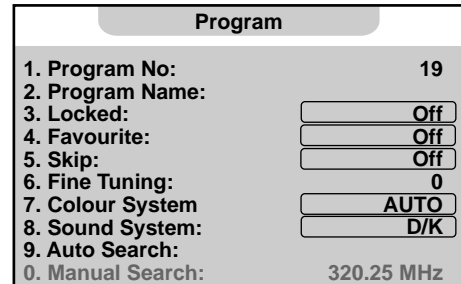 Program
1. Program No: 19
2. Program Name:
3. Locked: Off
4. Favourite: Off
5. Skip: Off
6. Fine Tuning: 0
7. Colour System AUTO
8. Sound System: D/K
9. Auto Search:
0. Manual Search: 320.25 MHz